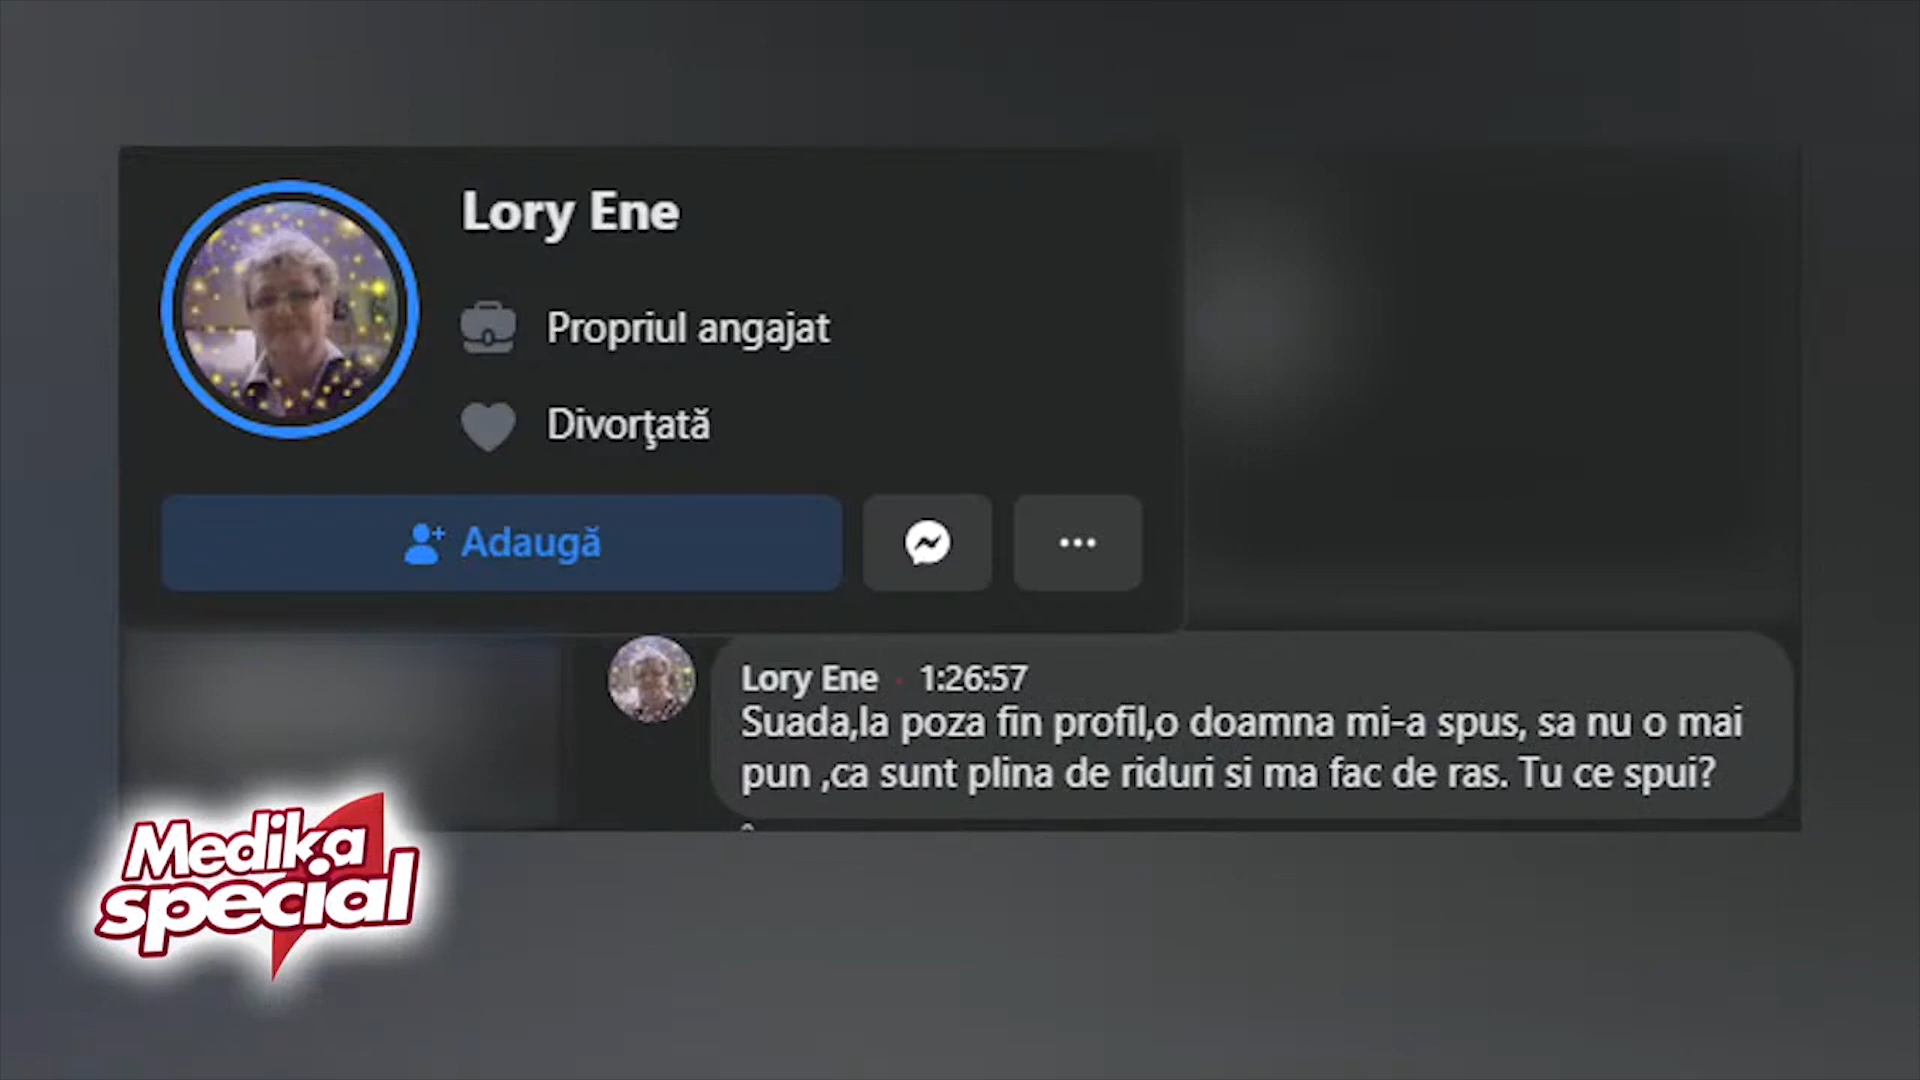 Lory Ene
Propriul angajat
Divorţată
Adaugă
Lory Ene · 1:26:57
Suada,la poza fin profil,o doamna mi-a spus, sa nu o mai
pun ,ca sunt plina de riduri si ma fac de ras. Tu ce spui?
Medika
special